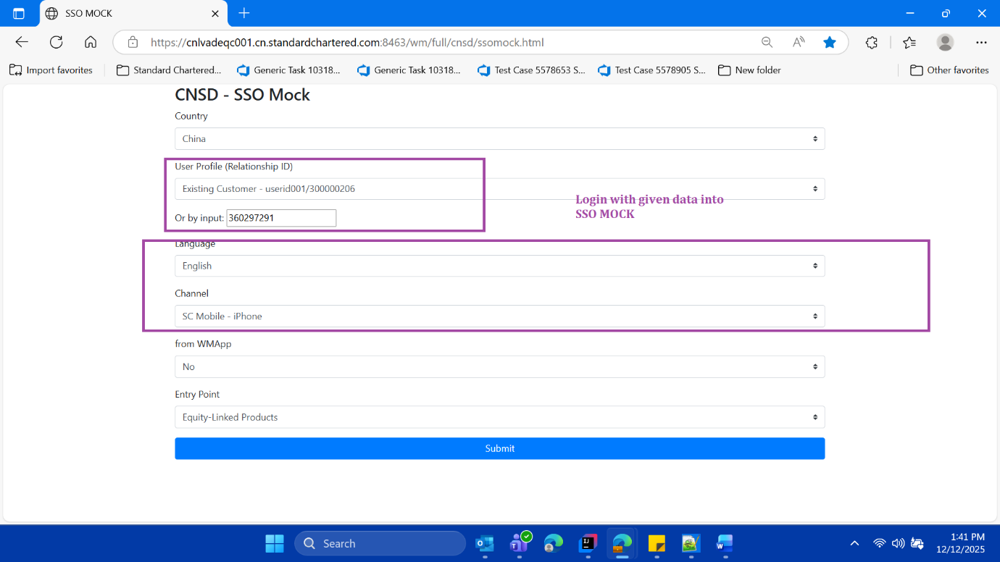 SSO MOCK
https://cnlvadeqc001.cn.standardchartered.com:8463/wm/full/cnsd/ssomock.html
Import favorites
Standard Chartered...
Generic Task 10318...
Generic Task 10318...
Test Case 5578653 S...
Test Case 5578905 S...
New folder
Other favorites
CNSD - SSO Mock
Country
China
User Profile (Relationship ID)
Existing Customer - userid001/300000206
Login with given data into
SSO MOCK
Or by input: 360297291
Language
English
Channel
SC Mobile - iPhone
from WMApp
No
Entry Point
Equity-Linked Products
Submit
Search
1:41 PM
12/12/2025